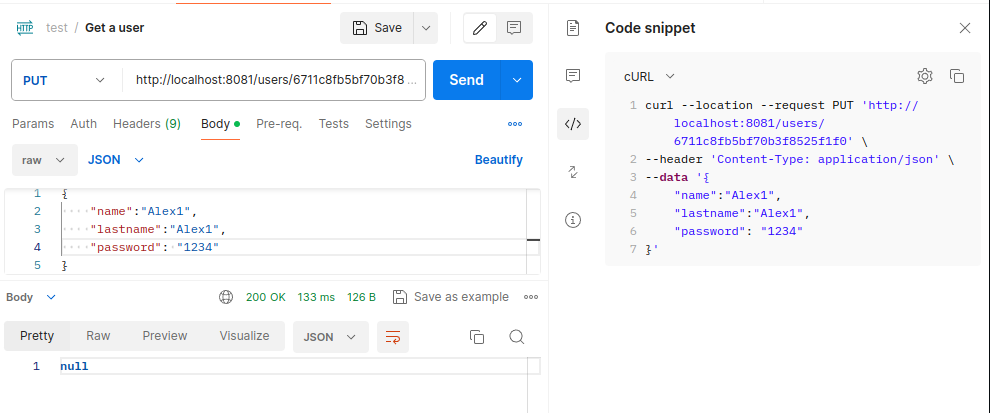 HTTP test / Get a user Save
PUT http://localhost:8081/users/6711c8fb5bf70b3f8 ... Send
Params Auth Headers (9) Body Pre-req. Tests Settings
raw JSON Beautify
1 {
2 "name":"Alex1",
3 "lastname":"Alex1",
4 "password": "1234"
5 }
Body 200 OK 133 ms 126 B Save as example
Pretty Raw Preview Visualize JSON
1 null
Code snippet
cURL
1 curl --location --request PUT 'http://
localhost:8081/users/
6711c8fb5bf70b3f8525f1f0' \
2 --header 'Content-Type: application/json' \
3 --data '{
4 "name":"Alex1",
5 "lastname":"Alex1",
6 "password": "1234"
7 }'